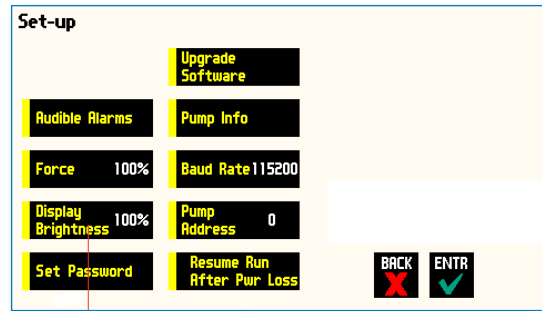 Set-up
Upgrade
Software
Audible Alarms
Pump Info
Force 100%
Baud Rate 115200
Display
Brightness 100%
Pump
Address 0
Set Password
Resume Run
After Pwr Loss
BACK
ENTR